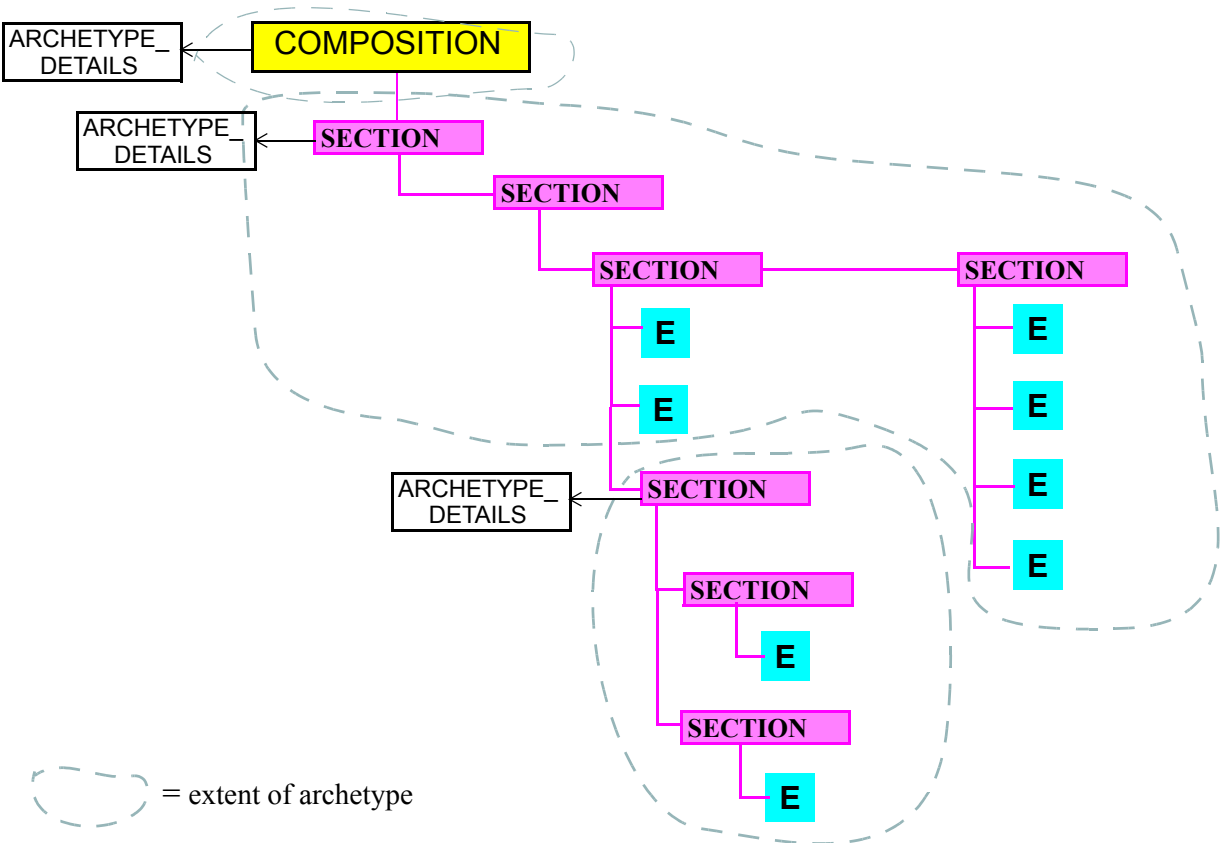 ARCHETYPE_
DETAILS
COMPOSITION
ARCHETYPE_
DETAILS
SECTION
SECTION
SECTION
SECTION
E
E
E
E
E
E
ARCHETYPE_
DETAILS
SECTION
SECTION
E
SECTION
E
= extent of archetype